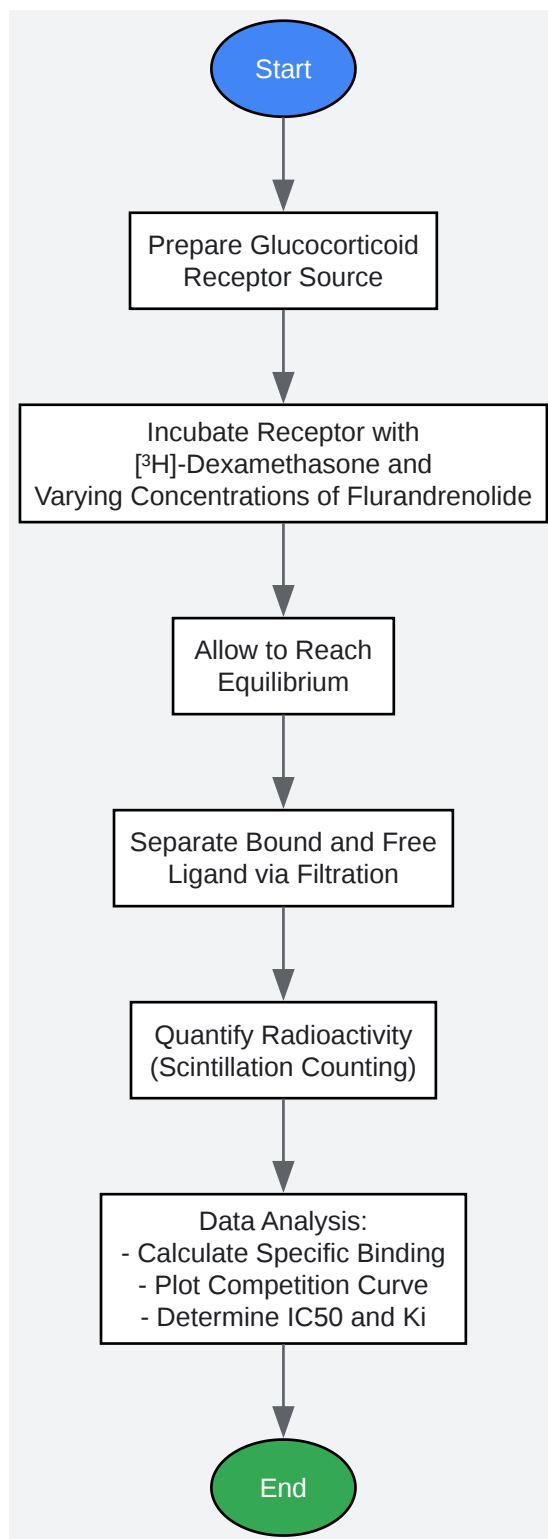 Start
Prepare Glucocorticoid
Receptor Source
Incubate Receptor with
[³H]-Dexamethasone and
Varying Concentrations of Flurandrenolide
Allow to Reach
Equilibrium
Separate Bound and Free
Ligand via Filtration
Quantify Radioactivity
(Scintillation Counting)
Data Analysis:
- Calculate Specific Binding
- Plot Competition Curve
- Determine IC50 and Ki
End